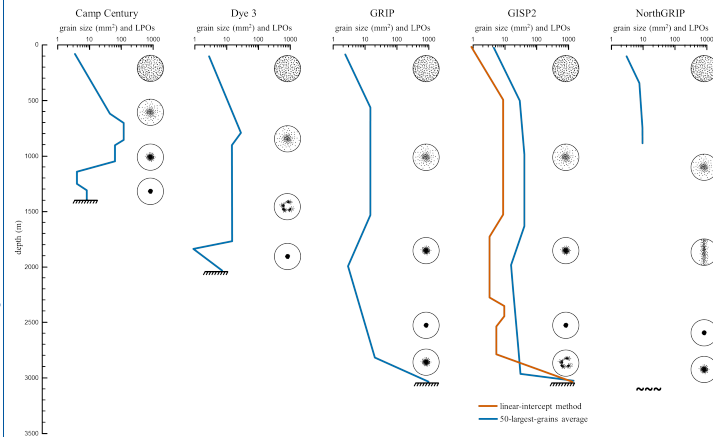 Camp Century Dye 3 GRIP GISP2 NorthGRIP
grain size (mm²) and LPOs grain size (mm²) and LPOs grain size (mm²) and LPOs grain size (mm²) and LPOs grain size (mm²) and LPOs
1 10 100 1000 1 10 100 1000 1 10 100 1000 1 10 100 1000 1 10 100 1000
0
500
1000
1500
depth (m)
2000
2500
3000
3500
linear-intercept method
50-largest-grains average